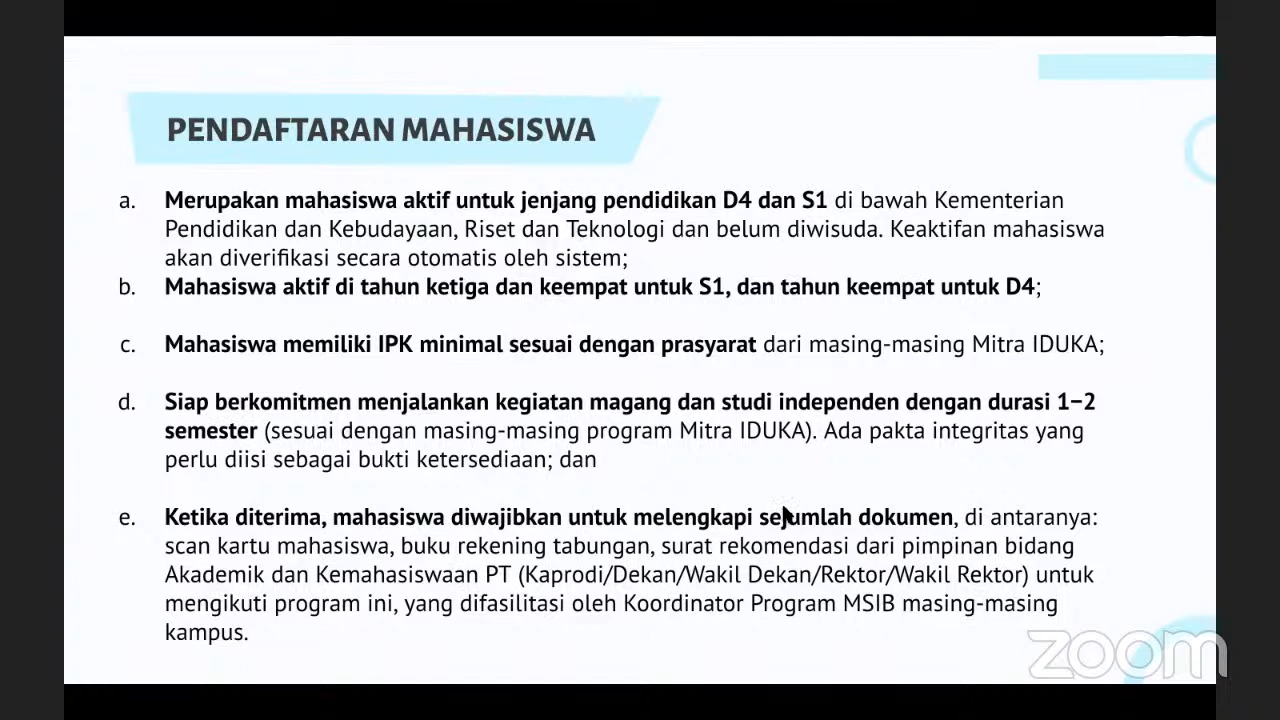 PENDAFTARAN MAHASISWA
a. Merupakan mahasiswa aktif untuk jenjang pendidikan D4 dan S1 di bawah Kementerian
Pendidikan dan Kebudayaan, Riset dan Teknologi dan belum diwisuda. Keaktifan mahasiswa
akan diverifikasi secara otomatis oleh sistem;
b. Mahasiswa aktif di tahun ketiga dan keempat untuk S1, dan tahun keempat untuk D4;
c. Mahasiswa memiliki IPK minimal sesuai dengan prasyarat dari masing-masing Mitra IDUKA;
d. Siap berkomitmen menjalankan kegiatan magang dan studi independen dengan durasi 1–2
semester (sesuai dengan masing-masing program Mitra IDUKA). Ada pakta integritas yang
perlu diisi sebagai bukti ketersediaan; dan
e. Ketika diterima, mahasiswa diwajibkan untuk melengkapi sejumlah dokumen, di antaranya:
scan kartu mahasiswa, buku rekening tabungan, surat rekomendasi dari pimpinan bidang
Akademik dan Kemahasiswaan PT (Kaprodi/Dekan/Wakil Dekan/Rektor/Wakil Rektor) untuk
mengikuti program ini, yang difasilitasi oleh Koordinator Program MSIB masing-masing
kampus.
zoom